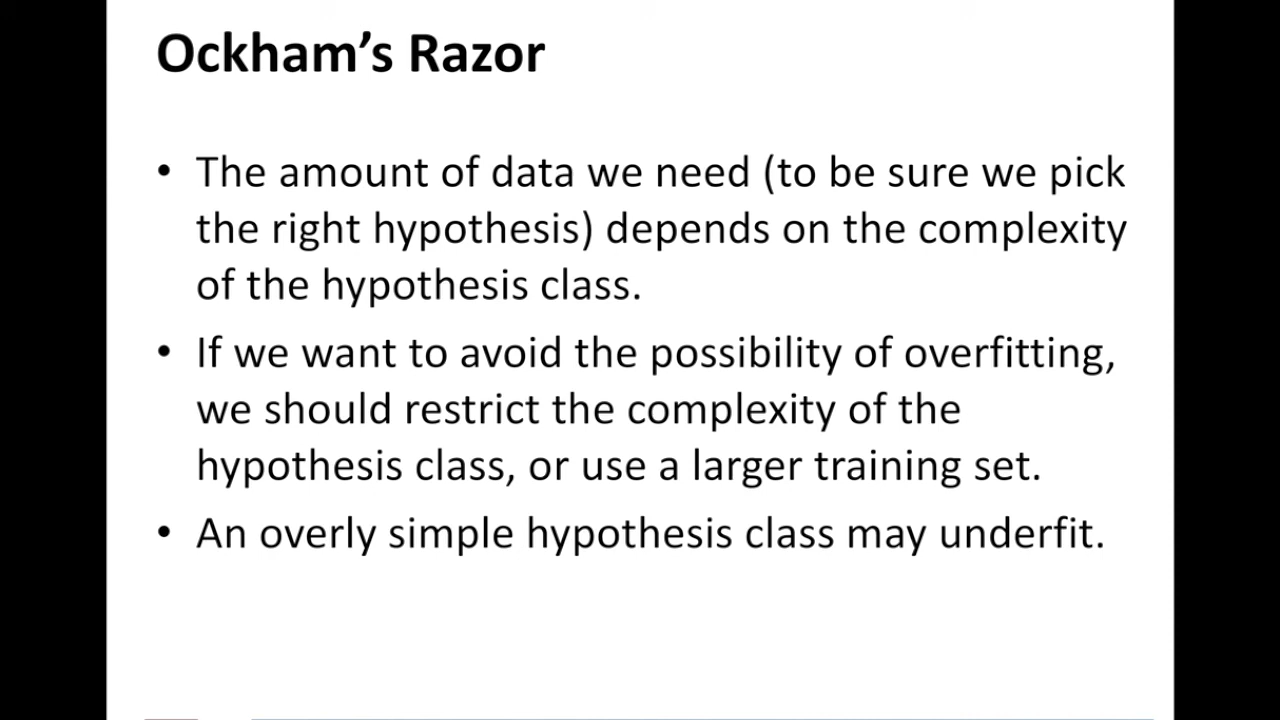 Ockham’s Razor
• The amount of data we need (to be sure we pick
the right hypothesis) depends on the complexity
of the hypothesis class.
• If we want to avoid the possibility of overfitting,
we should restrict the complexity of the
hypothesis class, or use a larger training set.
• An overly simple hypothesis class may underfit.